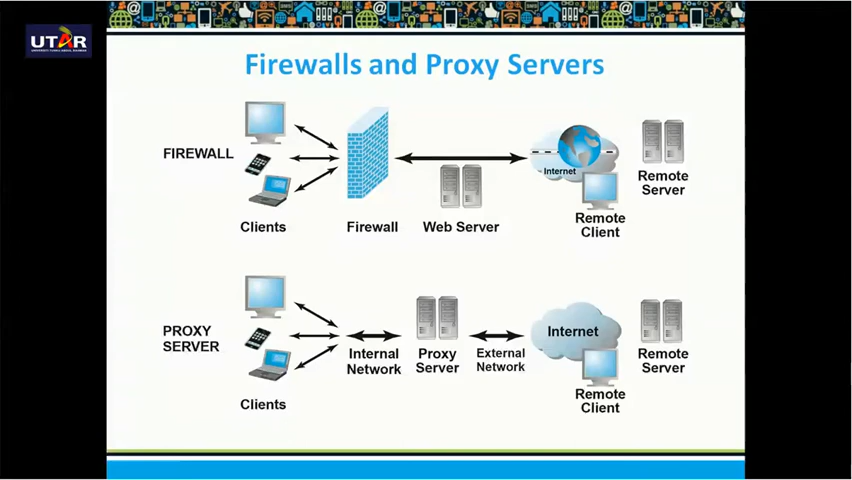 UTAR
Firewalls and Proxy Servers
FIREWALL
Clients
Firewall
Web Server
Internet
Remote
Client
Remote
Server
PROXY
SERVER
Clients
Internal
Network
Proxy
Server
External
Network
Internet
Remote
Client
Remote
Server